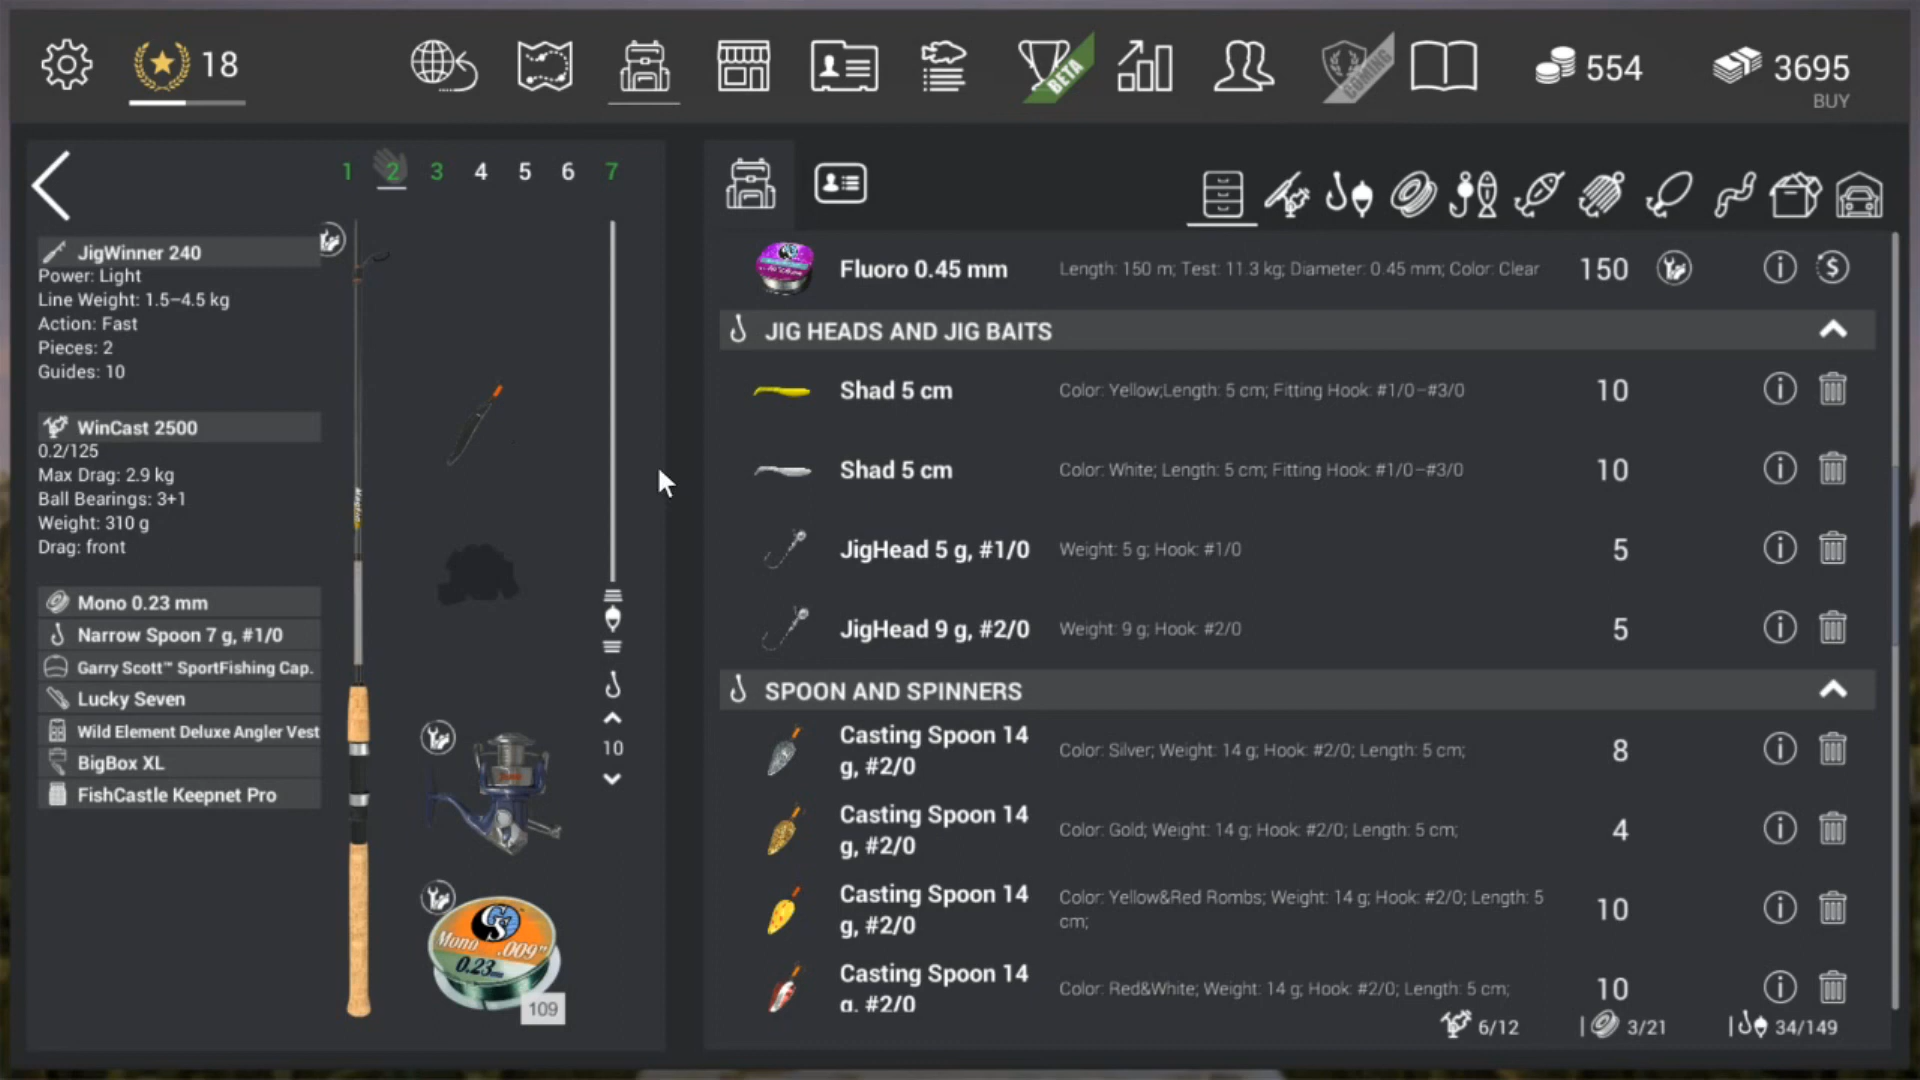 18
BETA
COMING
554
3695
BUY
1 2 3 4 5 6 7
JigWinner 240
Power: Light
Line Weight: 1.5–4.5 kg
Action: Fast
Pieces: 2
Guides: 10
WinCast 2500
0.2/125
Max Drag: 2.9 kg
Ball Bearings: 3+1
Weight: 310 g
Drag: front
Mono 0.23 mm
Narrow Spoon 7 g, #1/0
Garry Scott™ SportFishing Cap.
Lucky Seven
Wild Element Deluxe Angler Vest
BigBox XL
FishCastle Keepnet Pro
10
GS
Mono .009"
0.23mm
109
Fluoro 0.45 mm Length: 150 m; Test: 11.3 kg; Diameter: 0.45 mm; Color: Clear 150
JIG HEADS AND JIG BAITS
Shad 5 cm Color: Yellow;Length: 5 cm; Fitting Hook: #1/0–#3/0 10
Shad 5 cm Color: White; Length: 5 cm; Fitting Hook: #1/0–#3/0 10
JigHead 5 g, #1/0 Weight: 5 g; Hook: #1/0 5
JigHead 9 g, #2/0 Weight: 9 g; Hook: #2/0 5
SPOON AND SPINNERS
Casting Spoon 14
g, #2/0 Color: Silver; Weight: 14 g; Hook: #2/0; Length: 5 cm; 8
Casting Spoon 14
g, #2/0 Color: Gold; Weight: 14 g; Hook: #2/0; Length: 5 cm; 4
Casting Spoon 14
g, #2/0 Color: Yellow&Red Rombs; Weight: 14 g; Hook: #2/0; Length: 5
cm; 10
Casting Spoon 14
g, #2/0 Color: Red&White; Weight: 14 g; Hook: #2/0; Length: 5 cm; 10
6/12 3/21 34/149